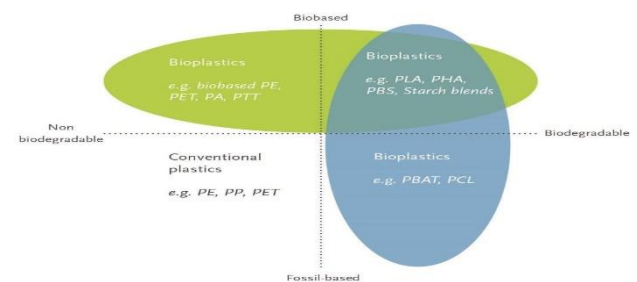 Biobased
Bioplastics
e.g. biobased PE,
PET, PA, PTT
Bioplastics
e.g. PLA, PHA,
PBS, Starch blends
Non
biodegradable
Biodegradable
Conventional
plastics
e.g. PE, PP, PET
Bioplastics
e.g. PBAT, PCL
Fossil-based